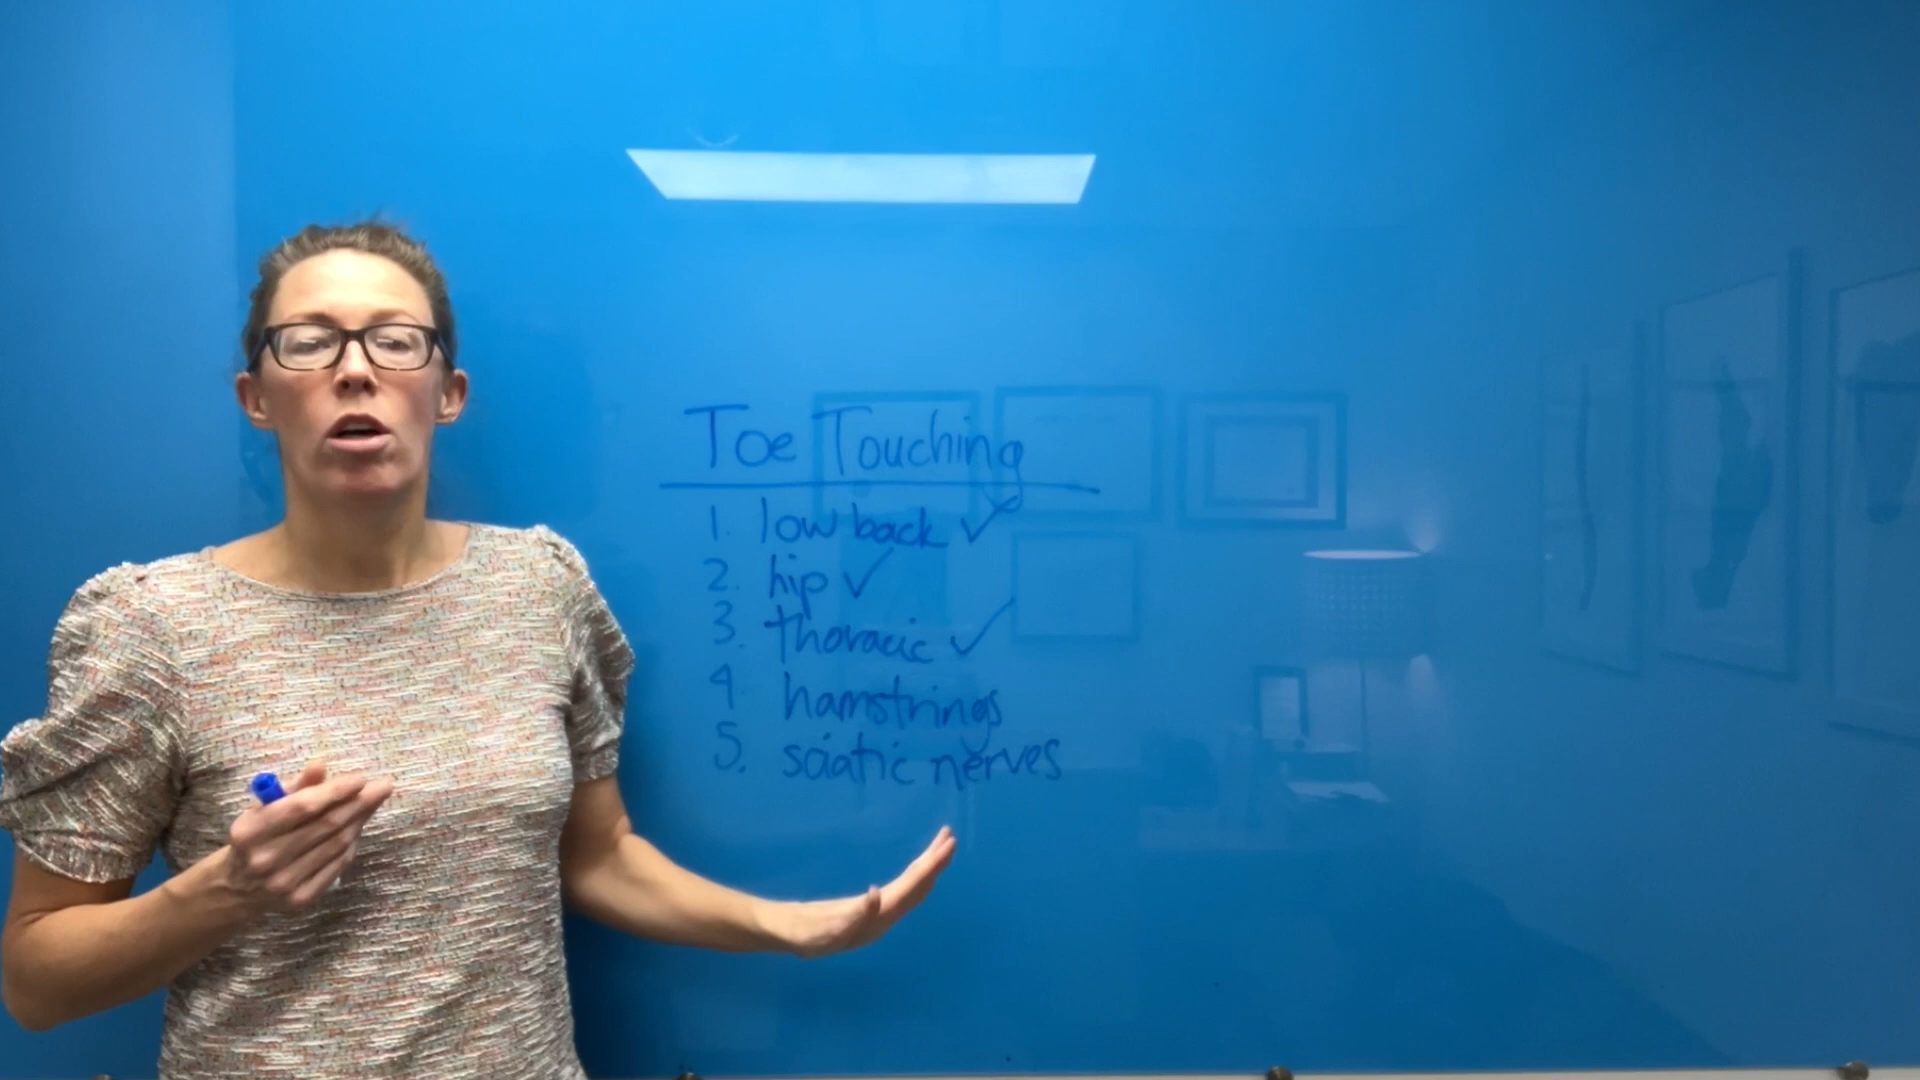 Toe Touching
1. low back ✓
2. hip ✓
3. thoracic ✓
4 hamstrings
5. sciatic nerves